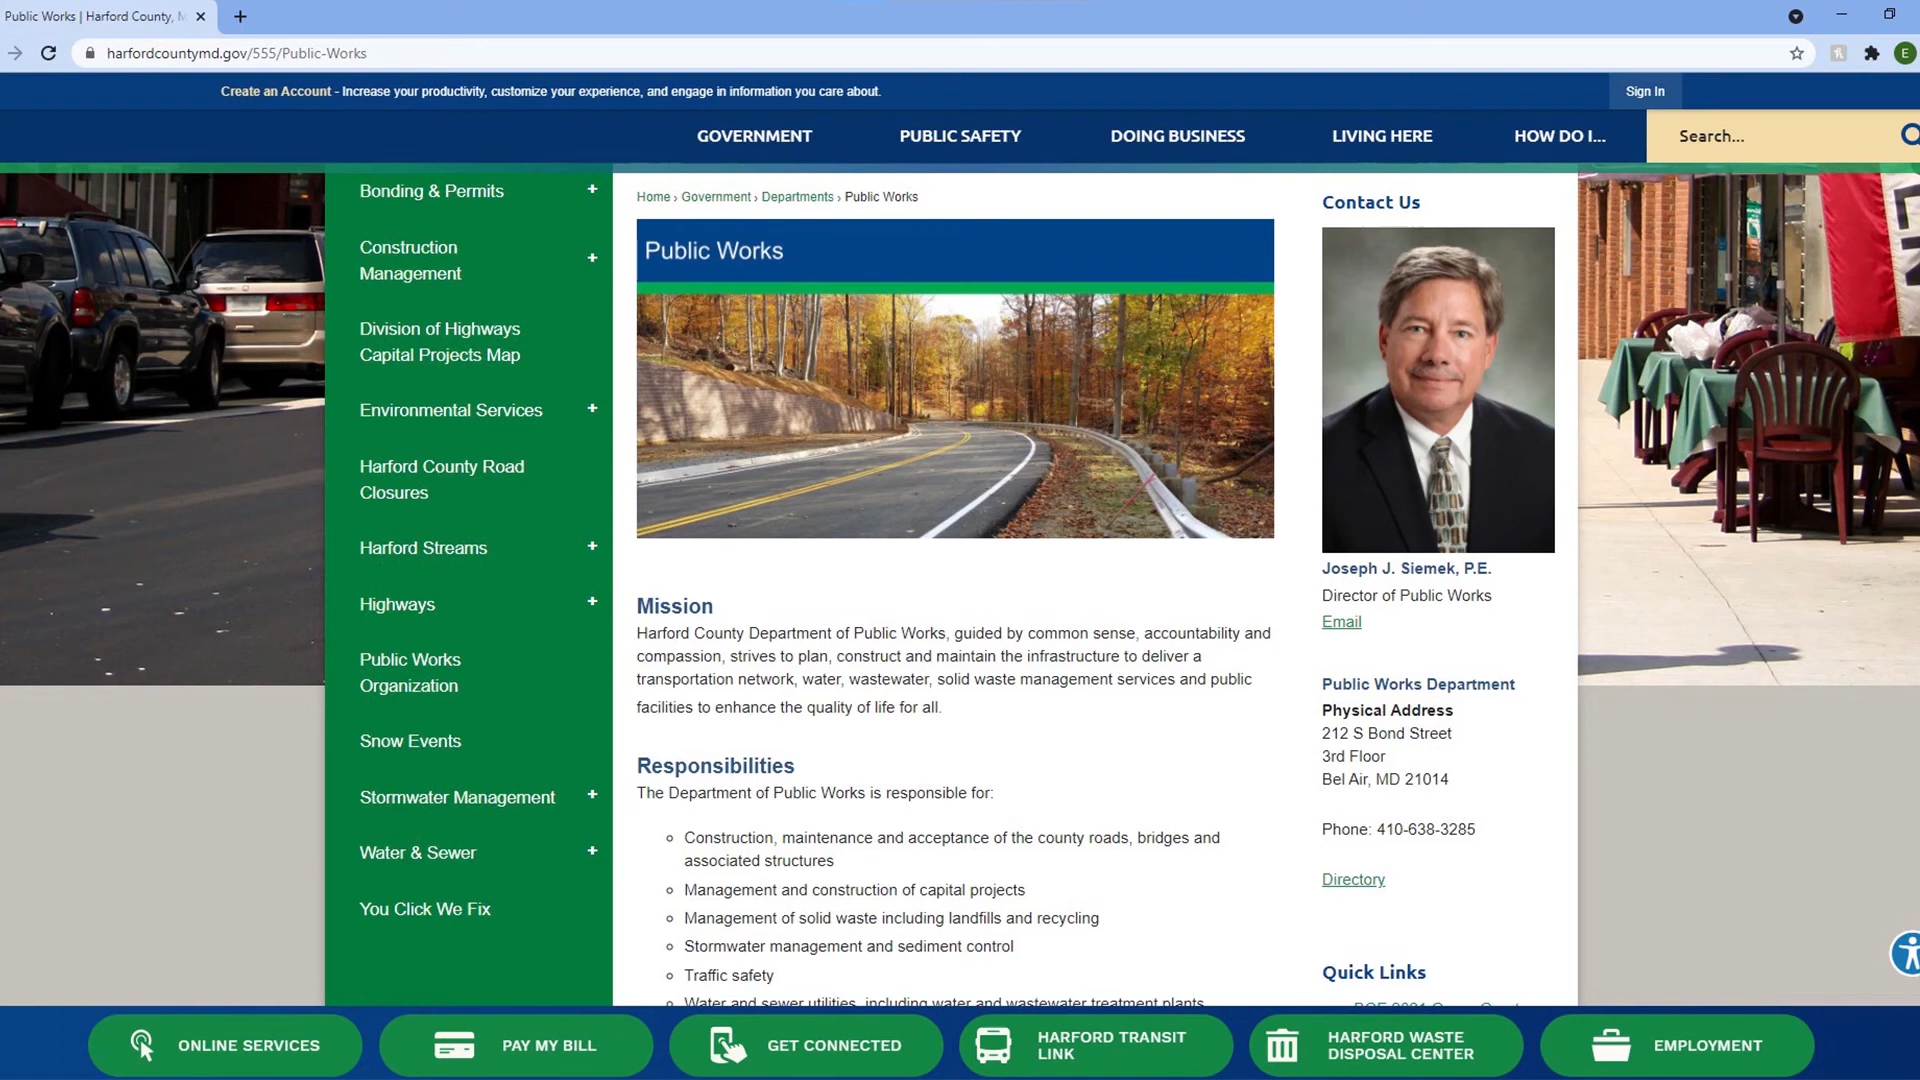 Public Works | Harford County, M
harfordcountymd.gov/555/Public-Works
E
Create an Account - Increase your productivity, customize your experience, and engage in information you care about.
Sign In
GOVERNMENT
PUBLIC SAFETY
DOING BUSINESS
LIVING HERE
HOW DO I...
Search...
Bonding & Permits
Construction
Management
Division of Highways
Capital Projects Map
Environmental Services
Harford County Road
Closures
Harford Streams
Highways
Public Works
Organization
Snow Events
Stormwater Management
Water & Sewer
You Click We Fix
Home › Government › Departments › Public Works
Public Works
Mission
Harford County Department of Public Works, guided by common sense, accountability and
compassion, strives to plan, construct and maintain the infrastructure to deliver a
transportation network, water, wastewater, solid waste management services and public
facilities to enhance the quality of life for all.
Responsibilities
The Department of Public Works is responsible for:
Construction, maintenance and acceptance of the county roads, bridges and
associated structures
Management and construction of capital projects
Management of solid waste including landfills and recycling
Stormwater management and sediment control
Traffic safety
Water and sewer utilities, including water and wastewater treatment plants
Contact Us
Joseph J. Siemek, P.E.
Director of Public Works
Email
Public Works Department
Physical Address
212 S Bond Street
3rd Floor
Bel Air, MD 21014
Phone: 410-638-3285
Directory
Quick Links
ONLINE SERVICES
PAY MY BILL
GET CONNECTED
HARFORD TRANSIT
LINK
HARFORD WASTE
DISPOSAL CENTER
EMPLOYMENT